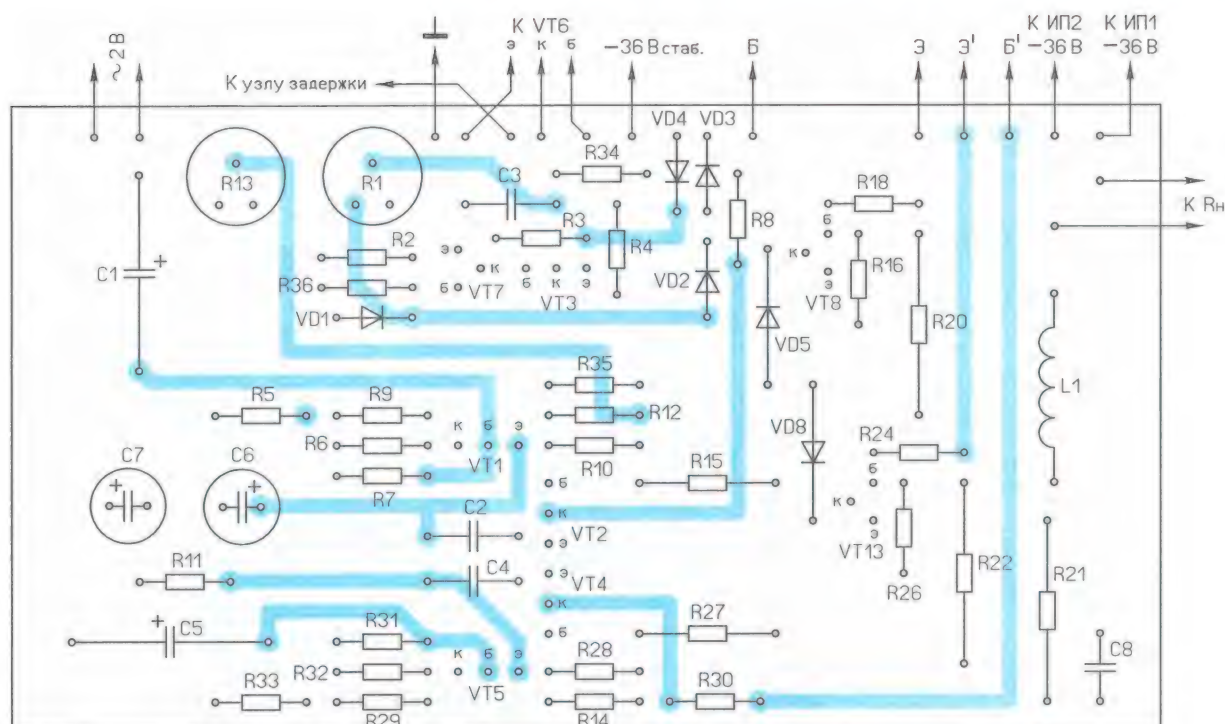 К VT6
К ИП2
К ИП1
~2 В
э
к
б
−36 В стаб.
Б
Э
Э'
Б'
−36 В
−36 В
К узлу задержки
VD4
VD3
R34
R13
R1
C3
R18
К Rн
R3
R8
R2
R4
б
э
C1
+
к
R16
R36
б
к
б
к
э
VD2
э
VT7
VT3
VT8
VD1
R20
VD5
R35
L1
R5
R9
R12
к
б
э
VD8
R24
R6
VT1
R10
C7
C6
R15
б
R7
б
+
+
к
к
C2
VT2
э
VT13
э
R11
C4
VT4
R26
R22
R21
к
+
C5
R31
R27
б
C8
R32
к
б
э
R28
R33
VT5
R30
R29
R14